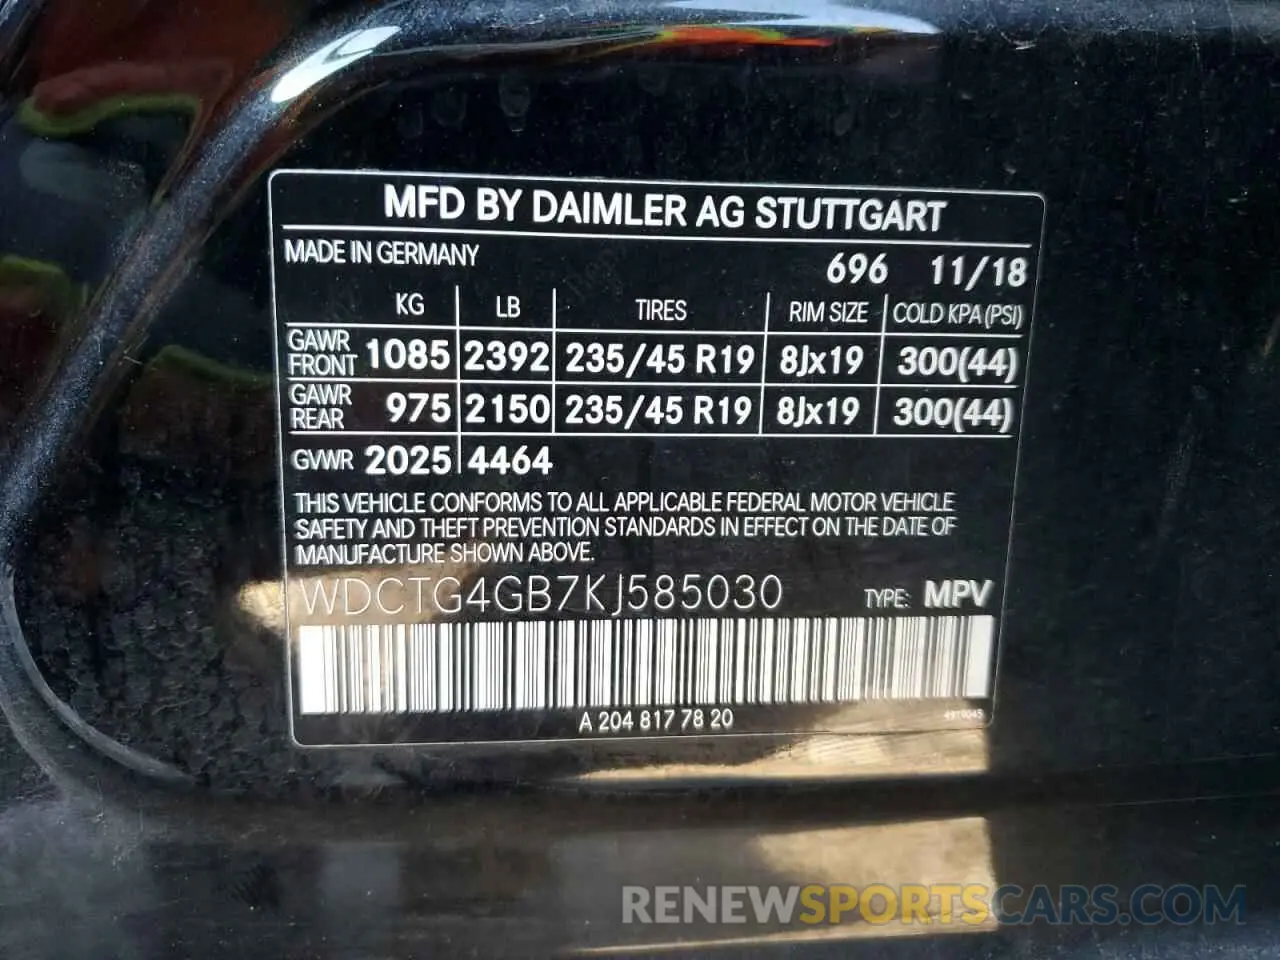 MFD BY DAIMLER AG STUTTGART
MADE IN GERMANY 696 11/18
KG LB TIRES RIM SIZE COLD KPA (PSI)
GAWR FRONT 1085 2392 235/45 R19 8Jx19 300(44)
GAWR REAR 975 2150 235/45 R19 8Jx19 300(44)
GVWR 2025 4464
THIS VEHICLE CONFORMS TO ALL APPLICABLE FEDERAL MOTOR VEHICLE
SAFETY AND THEFT PREVENTION STANDARDS IN EFFECT ON THE DATE OF
MANUFACTURE SHOWN ABOVE.
WDCTG4GB7KJ585030 TYPE: MPV
A 204 817 78 20
RENEWSPORTSCARS.COM